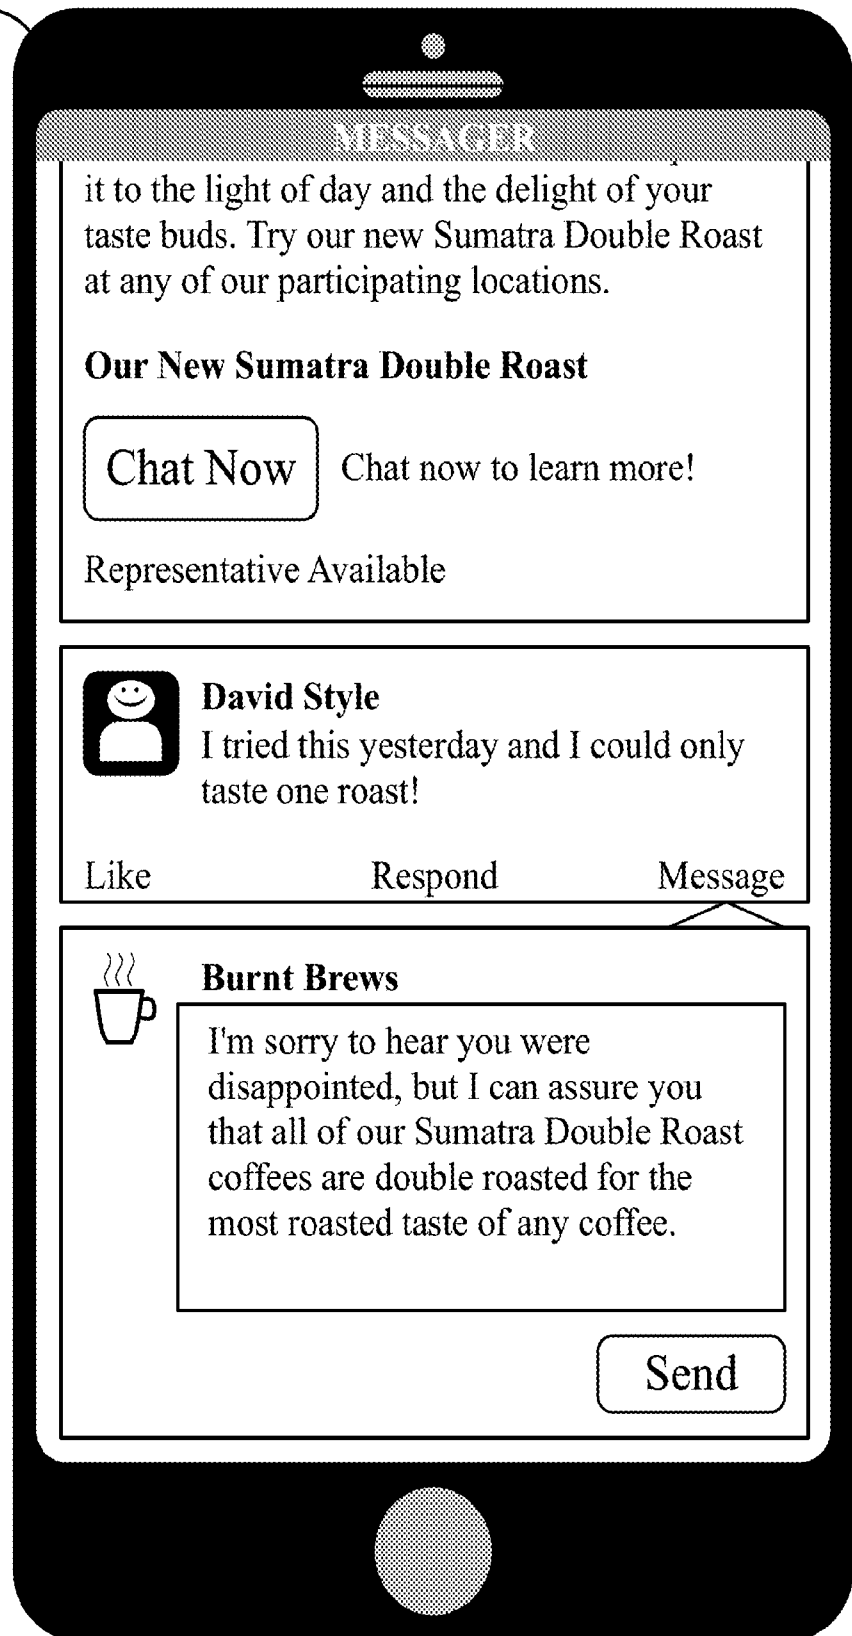 MESSAGER
it to the light of day and the delight of your
taste buds. Try our new Sumatra Double Roast
at any of our participating locations.
Our New Sumatra Double Roast
Chat Now
Chat now to learn more!
Representative Available
David Style
I tried this yesterday and I could only
taste one roast!
Like Respond Message
Burnt Brews
I'm sorry to hear you were
disappointed, but I can assure you
that all of our Sumatra Double Roast
coffees are double roasted for the
most roasted taste of any coffee.
Send